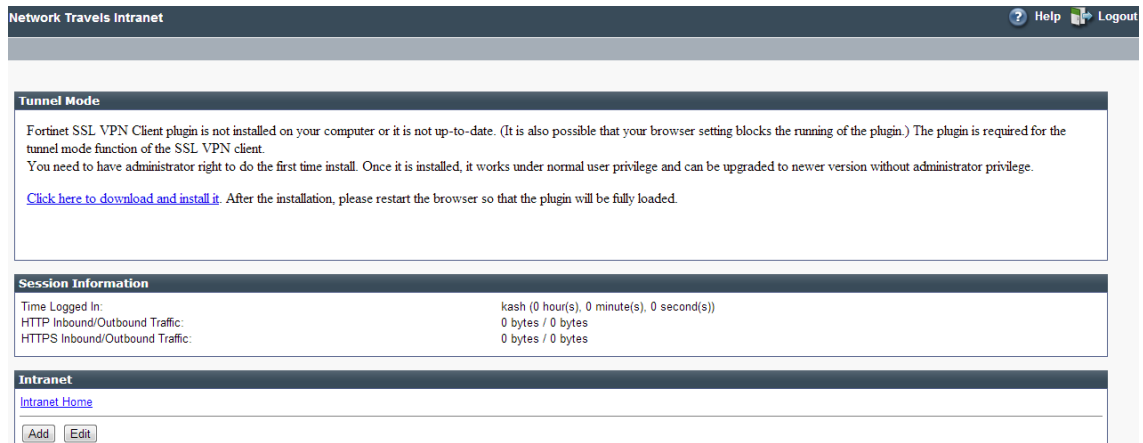 Network Travels Intranet
Help Logout
Tunnel Mode
Fortinet SSL VPN Client plugin is not installed on your computer or it is not up-to-date. (It is also possible that your browser setting blocks the running of the plugin.) The plugin is required for the
tunnel mode function of the SSL VPN client.
You need to have administrator right to do the first time install. Once it is installed, it works under normal user privilege and can be upgraded to newer version without administrator privilege.
Click here to download and install it. After the installation, please restart the browser so that the plugin will be fully loaded.
Session Information
Time Logged In: kash (0 hour(s), 0 minute(s), 0 second(s))
HTTP Inbound/Outbound Traffic: 0 bytes / 0 bytes
HTTPS Inbound/Outbound Traffic: 0 bytes / 0 bytes
Intranet
Intranet Home
Add Edit